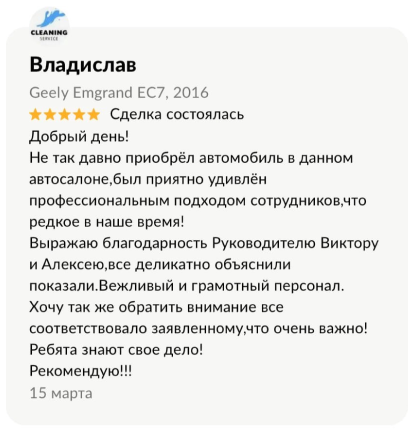 CLEANING
SERVICE
Владислав
Geely Emgrand EC7, 2016
Сделка состоялась
Добрый день!
Не так давно приобрёл автомобиль в данном
автосалоне,был приятно удивлён
профессиональным подходом сотрудников,что
редкое в наше время!
Выражаю благодарность Руководителю Виктору
и Алексею,все деликатно объяснили
показали.Вежливый и грамотный персонал.
Хочу так же обратить внимание все
соответствовало заявленному,что очень важно!
Ребята знают свое дело!
Рекомендую!!!
15 марта